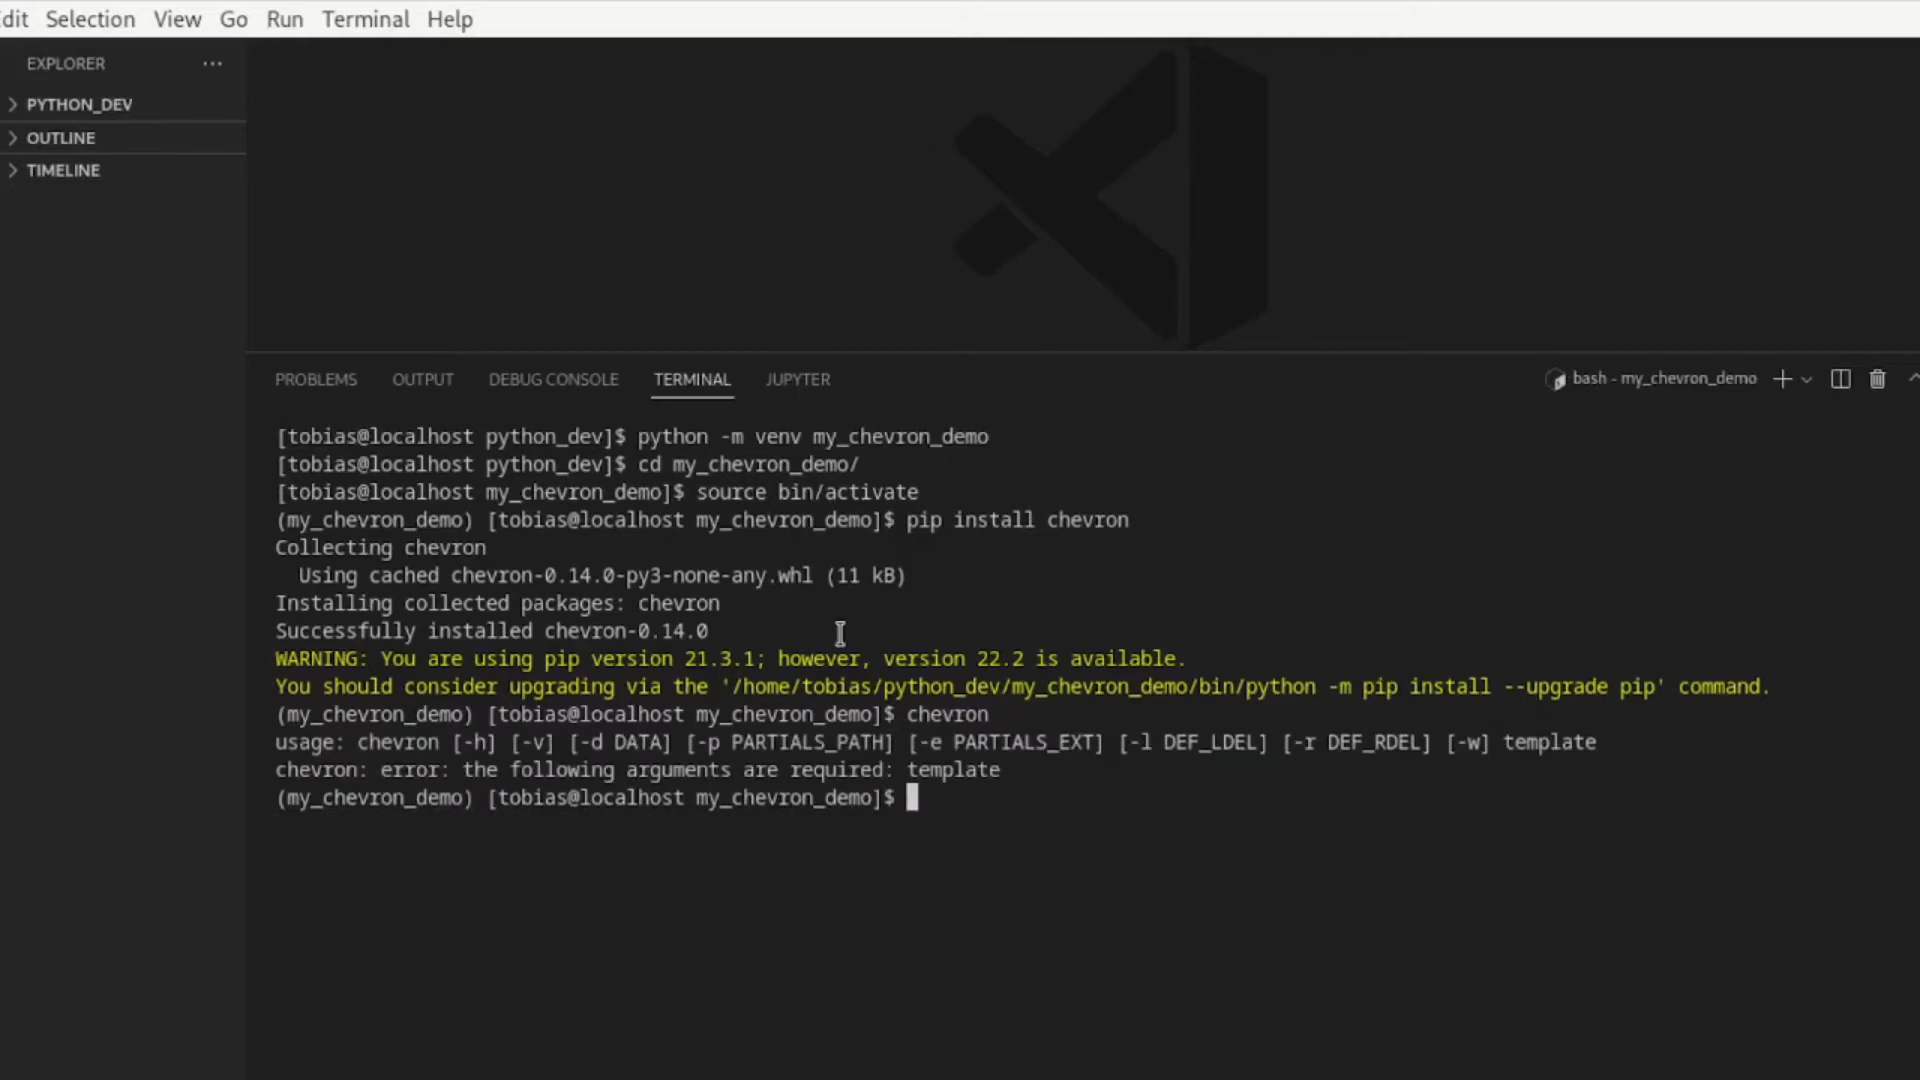 Edit Selection View Go Run Terminal Help
EXPLORER ...
PYTHON_DEV
OUTLINE
TIMELINE
PROBLEMS OUTPUT DEBUG CONSOLE TERMINAL JUPYTER bash - my_chevron_demo
[tobias@localhost python_dev]$ python -m venv my_chevron_demo
[tobias@localhost python_dev]$ cd my_chevron_demo/
[tobias@localhost my_chevron_demo]$ source bin/activate
(my_chevron_demo) [tobias@localhost my_chevron_demo]$ pip install chevron
Collecting chevron
  Using cached chevron-0.14.0-py3-none-any.whl (11 kB)
Installing collected packages: chevron
Successfully installed chevron-0.14.0
WARNING: You are using pip version 21.3.1; however, version 22.2 is available.
You should consider upgrading via the '/home/tobias/python_dev/my_chevron_demo/bin/python -m pip install --upgrade pip' command.
(my_chevron_demo) [tobias@localhost my_chevron_demo]$ chevron
usage: chevron [-h] [-v] [-d DATA] [-p PARTIALS_PATH] [-e PARTIALS_EXT] [-l DEF_LDEL] [-r DEF_RDEL] [-w] template
chevron: error: the following arguments are required: template
(my_chevron_demo) [tobias@localhost my_chevron_demo]$